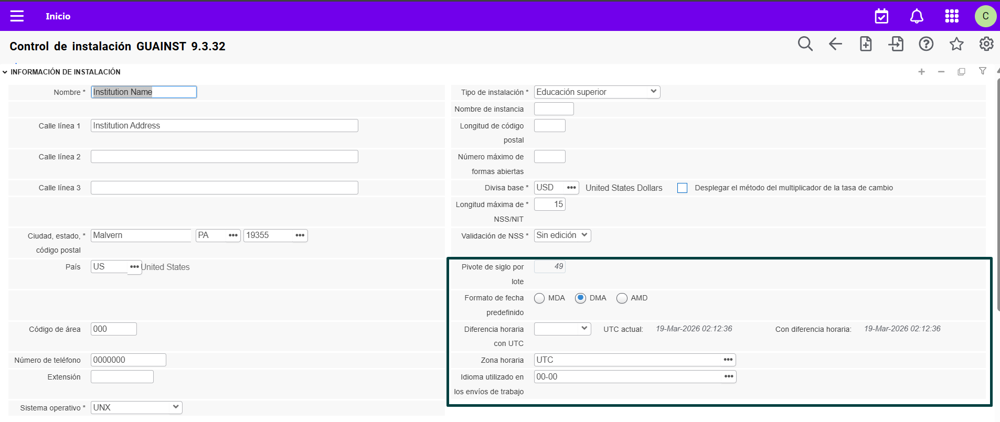 Inicio
C
Control de instalación GUAINST 9.3.32
INFORMACIÓN DE INSTALACIÓN
Nombre *
Institution Name
Calle línea 1
Institution Address
Calle línea 2
Calle línea 3
Ciudad, estado, *
código postal
Malvern
PA
19355
País
US
United States
Código de área
000
Número de teléfono
0000000
Extensión
Sistema operativo *
UNX
Tipo de instalación *
Educación superior
Nombre de instancia
Longitud de código
postal
Número máximo de
formas abiertas
Divisa base *
USD
United States Dollars
Desplegar el método del multiplicador de la tasa de cambio
Longitud máxima de *
NSS/NIT
15
Validación de NSS *
Sin edición
Pivote de siglo por
lote
49
Formato de fecha
predefinido
MDA
DMA
AMD
Diferencia horaria
con UTC
UTC actual:
19-Mar-2026 02:12:36
Con diferencia horaria:
19-Mar-2026 02:12:36
Zona horaria
UTC
Idioma utilizado en
los envíos de trabajo
00-00